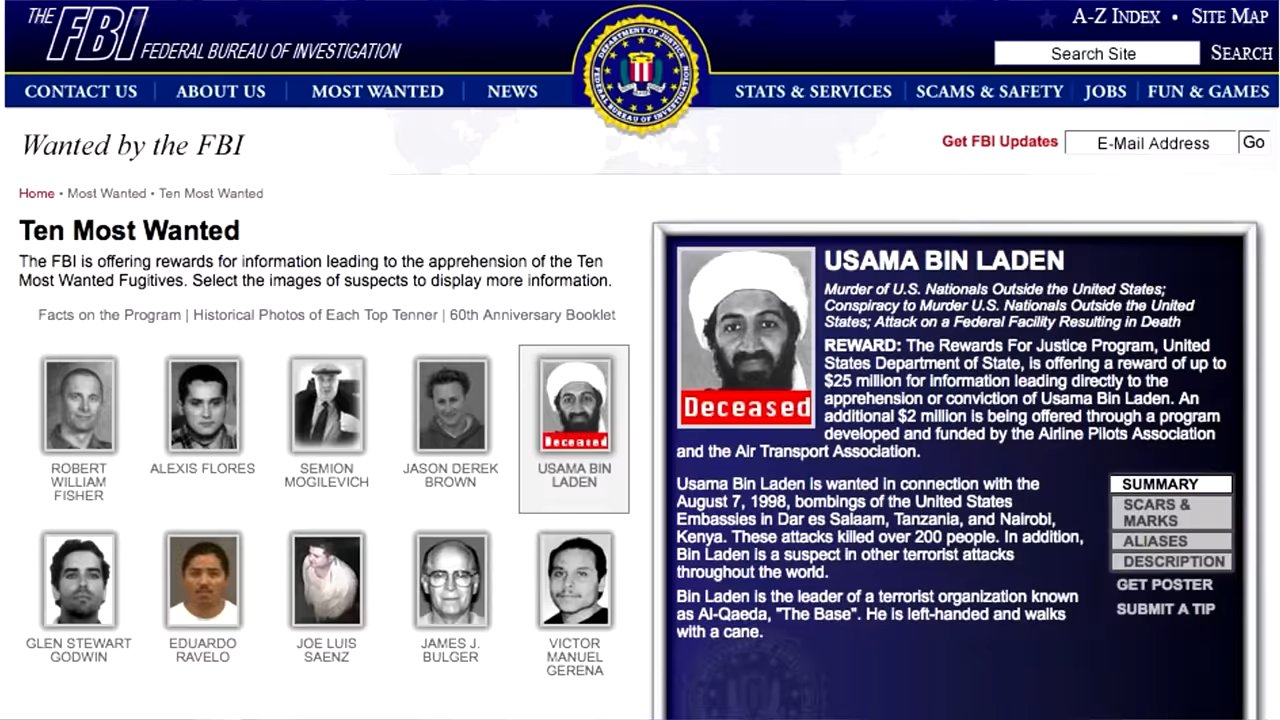 THE FBI FEDERAL BUREAU OF INVESTIGATION
A-Z INDEX • SITE MAP
Search Site SEARCH
DEPARTMENT OF JUSTICE
FEDERAL BUREAU OF INVESTIGATION
CONTACT US ABOUT US MOST WANTED NEWS STATS & SERVICES SCAMS & SAFETY JOBS FUN & GAMES
Wanted by the FBI
Get FBI Updates E-Mail Address Go
Home • Most Wanted • Ten Most Wanted
Ten Most Wanted
The FBI is offering rewards for information leading to the apprehension of the Ten
Most Wanted Fugitives. Select the images of suspects to display more information.
Facts on the Program | Historical Photos of Each Top Tenner | 60th Anniversary Booklet
ROBERT
WILLIAM
FISHER
ALEXIS FLORES
SEMION
MOGILEVICH
JASON DEREK
BROWN
Deceased
USAMA BIN
LADEN
GLEN STEWART
GODWIN
EDUARDO
RAVELO
JOE LUIS
SAENZ
JAMES J.
BULGER
VICTOR
MANUEL
GERENA
Deceased
USAMA BIN LADEN
Murder of U.S. Nationals Outside the United States;
Conspiracy to Murder U.S. Nationals Outside the United
States; Attack on a Federal Facility Resulting in Death
REWARD: The Rewards For Justice Program, United
States Department of State, is offering a reward of up to
$25 million for information leading directly to the
apprehension or conviction of Usama Bin Laden. An
additional $2 million is being offered through a program
developed and funded by the Airline Pilots Association
and the Air Transport Association.
Usama Bin Laden is wanted in connection with the
August 7, 1998, bombings of the United States
Embassies in Dar es Salaam, Tanzania, and Nairobi,
Kenya. These attacks killed over 200 people. In addition,
Bin Laden is a suspect in other terrorist attacks
throughout the world.
Bin Laden is the leader of a terrorist organization known
as Al-Qaeda, "The Base". He is left-handed and walks
with a cane.
SUMMARY
SCARS &
MARKS
ALIASES
DESCRIPTION
GET POSTER
SUBMIT A TIP